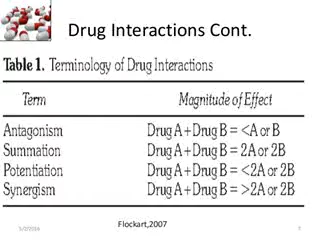 Drug Interactions Cont.
Table 1. Terminology of Drug Interactions
Term Magnitude of Effect
Antagonism Drug A+Drug B = <A or B
Summation Drug A+Drug B = 2A or 2B
Potentiation Drug A+Drug B = <2A or 2B
Synergism Drug A+Drug B = >2A or 2B
Flockart,2007